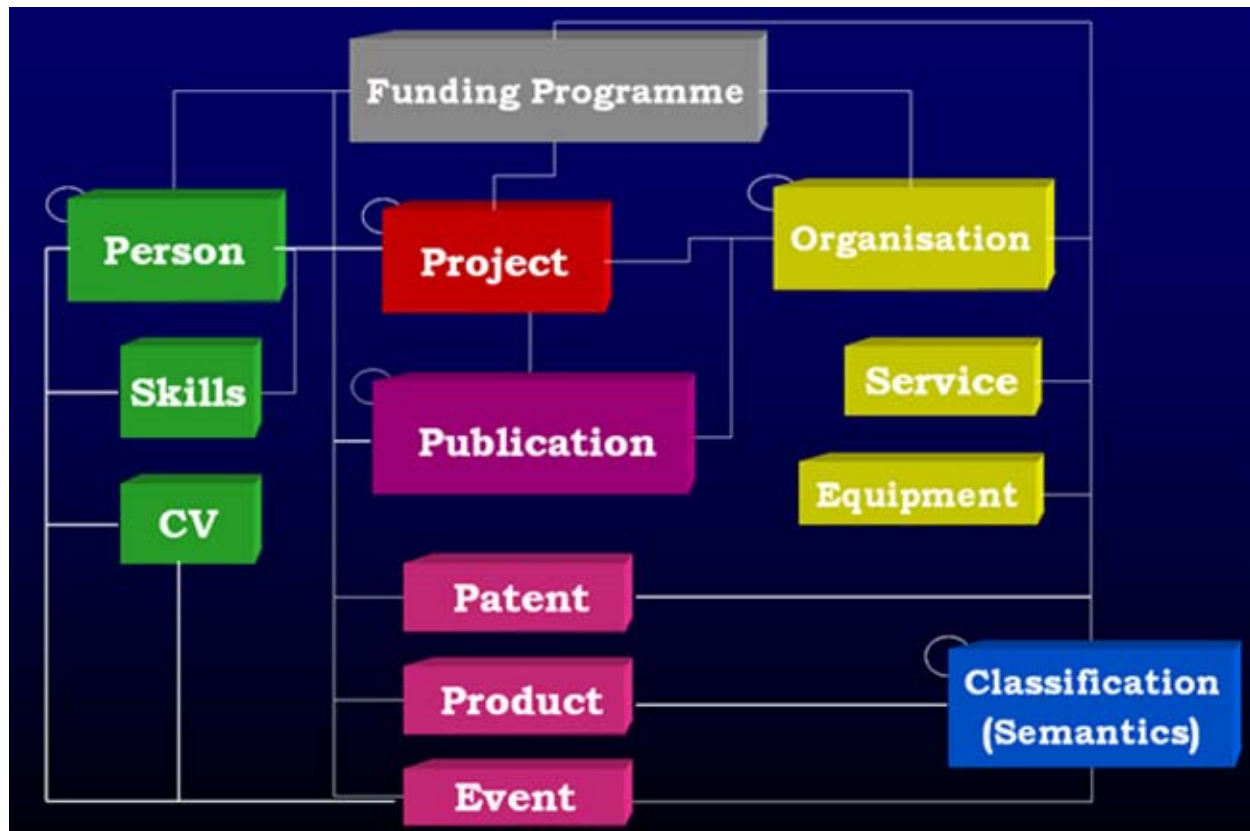 Funding Programme
Person
Project
Organisation
Skills
Publication
Service
CV
Equipment
Patent
Product
Classification
(Semantics)
Event